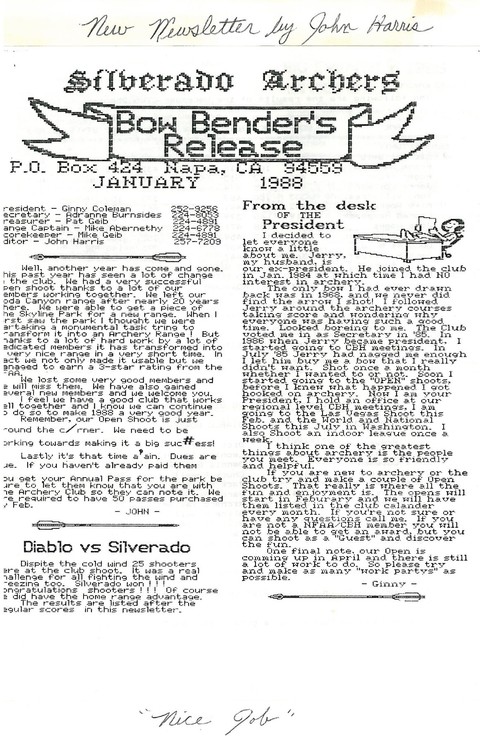 New Newsletter by John Harris
Silverado Archers
Bow Bender's
Release
P.O. Box 424 Napa, CA 94559
JANUARY 1988
resident - Ginny Coleman 252-9256
ecretary - Adranne Burnsides 224-8053
reasurer - Pat Geib 224-4891
ange Captain - Mike Abernethy 224-6778
corekeeper - Mike Geib 224-4891
ditor - John Harris 257-7209
Well, another year has come and gone.
his past year has seen a lot of change
the club. We had a very successful
pen shoot thanks to a lot of our
embers working together. We left our
oda Canyon range after nearly 20 years
here. We were able to get a piece of
he Skyline Park for a new range. When I
irst saw the park I thought we were
artaking a monumental task tring to
ransform it into an Archery Range ! But
hanks to a lot of hard work by a lot of
edicated members it has transformed into
very nice range in a very short time. In
act we not only made it usable but we
anaged to earn a 3-star rating from the
FAA.
We lost some very good members and
e will miss them. We have also gained
everal new members and we welcome you.
I feel we have a good club that works
ell together and I know we can continue
o do so to make 1988 a very good year.
Remember, our Open Shoot is just
round the corner. We need to be
orking towards making it a big success!
Lastly it's that time again. Dues are
ue. If you haven't already paid them
ou get your Annual Pass for the park be
ure to let them know that you are with
he Archery Club so they can note it. We
re required to have 50 passes purchased
y Feb.
- JOHN -
Diablo vs Silverado
Dispite the cold wind 25 shooters
ere at the club shoot. It was a real
hallenge for all fighting the wind and
reezing too. Silverado won !!!!
ongratulations shooters !!!! Of course
e did have the home range advantage.
The results are listed after the
egular scores in this newsletter.
From the desk
OF THE
President
I decided to
let everyone
know a little
about me. Jerry,
my husband, is
our ex-president. He joined the club
in Jan. 1984 at which time I had NO
interest in archery.
The only bow I had ever drawn
back was in 1968, and we never did
find the arrow I shot! I followed
Jerry around the archery courses
taking score and wondering why
everyone was having such a good
time. Looked boreing to me. The Club
voted me in as Secretary in '85. In
1986 when Jerry became president. I
started going to CBH meetings. In
July '85 Jerry had nagged me enough
I let him buy me a bow that I really
didn't want. Shot once a month
whether I wanted to or not. Soon I
started going to the "OPEN" shoots,
before I knew what happened I got
hooked on archery. Now I am your
President, I hold an office at our
regional level CBH meetings, I am
going to the Las Vegas Shoot this
Feb. and the World and National
Shoots this July in Washington. I
also Shoot an indoor league once a
week.
I think one of the greatest
things about archery is the people you
meet. Everyone is so friendly
and helpful.
If you are new to archery or the
club try and make a couple of Open
Shoots. That really is there all the
fun and enjoyment is. The opens will
start in Feburary and we will have
them listed in the club calander
every month. If you're not sure or
have any questions call me. If you
are not a NFAA/CBH member you will
not be able to get an award, but you
can shoot as a "Guest" and discover
the fun.
One final note, our Open is
comming up in April and there is still
a lot of work to do. So please try
and make as many "work partys" as
possible.
- Ginny -
"Nice Job"